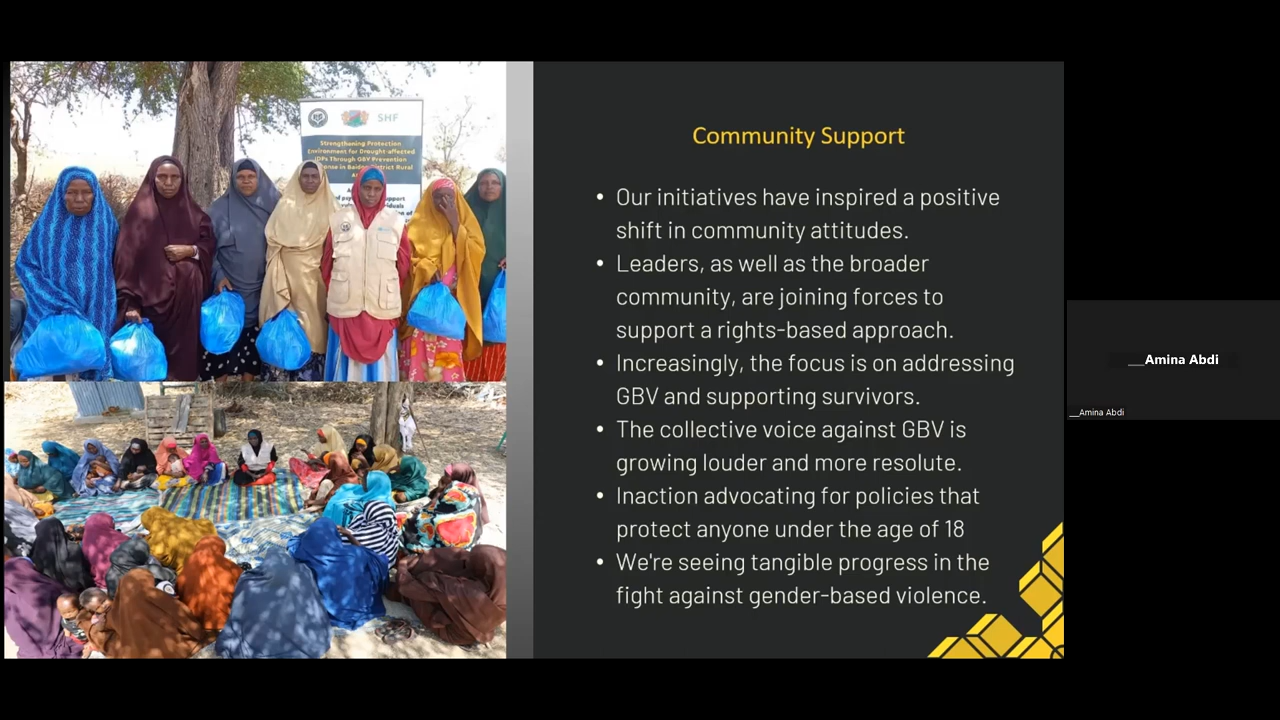 SHF
Strengthening Protection
Environment for Drought-affected
IDPs Through GBV Prevention
in Baidoa District Rural
Community Support
• Our initiatives have inspired a positive
shift in community attitudes.
• Leaders, as well as the broader
community, are joining forces to
support a rights-based approach.
• Increasingly, the focus is on addressing
GBV and supporting survivors.
• The collective voice against GBV is
growing louder and more resolute.
• Inaction advocating for policies that
protect anyone under the age of 18
• We're seeing tangible progress in the
fight against gender-based violence.
__Amina Abdi
__Amina Abdi